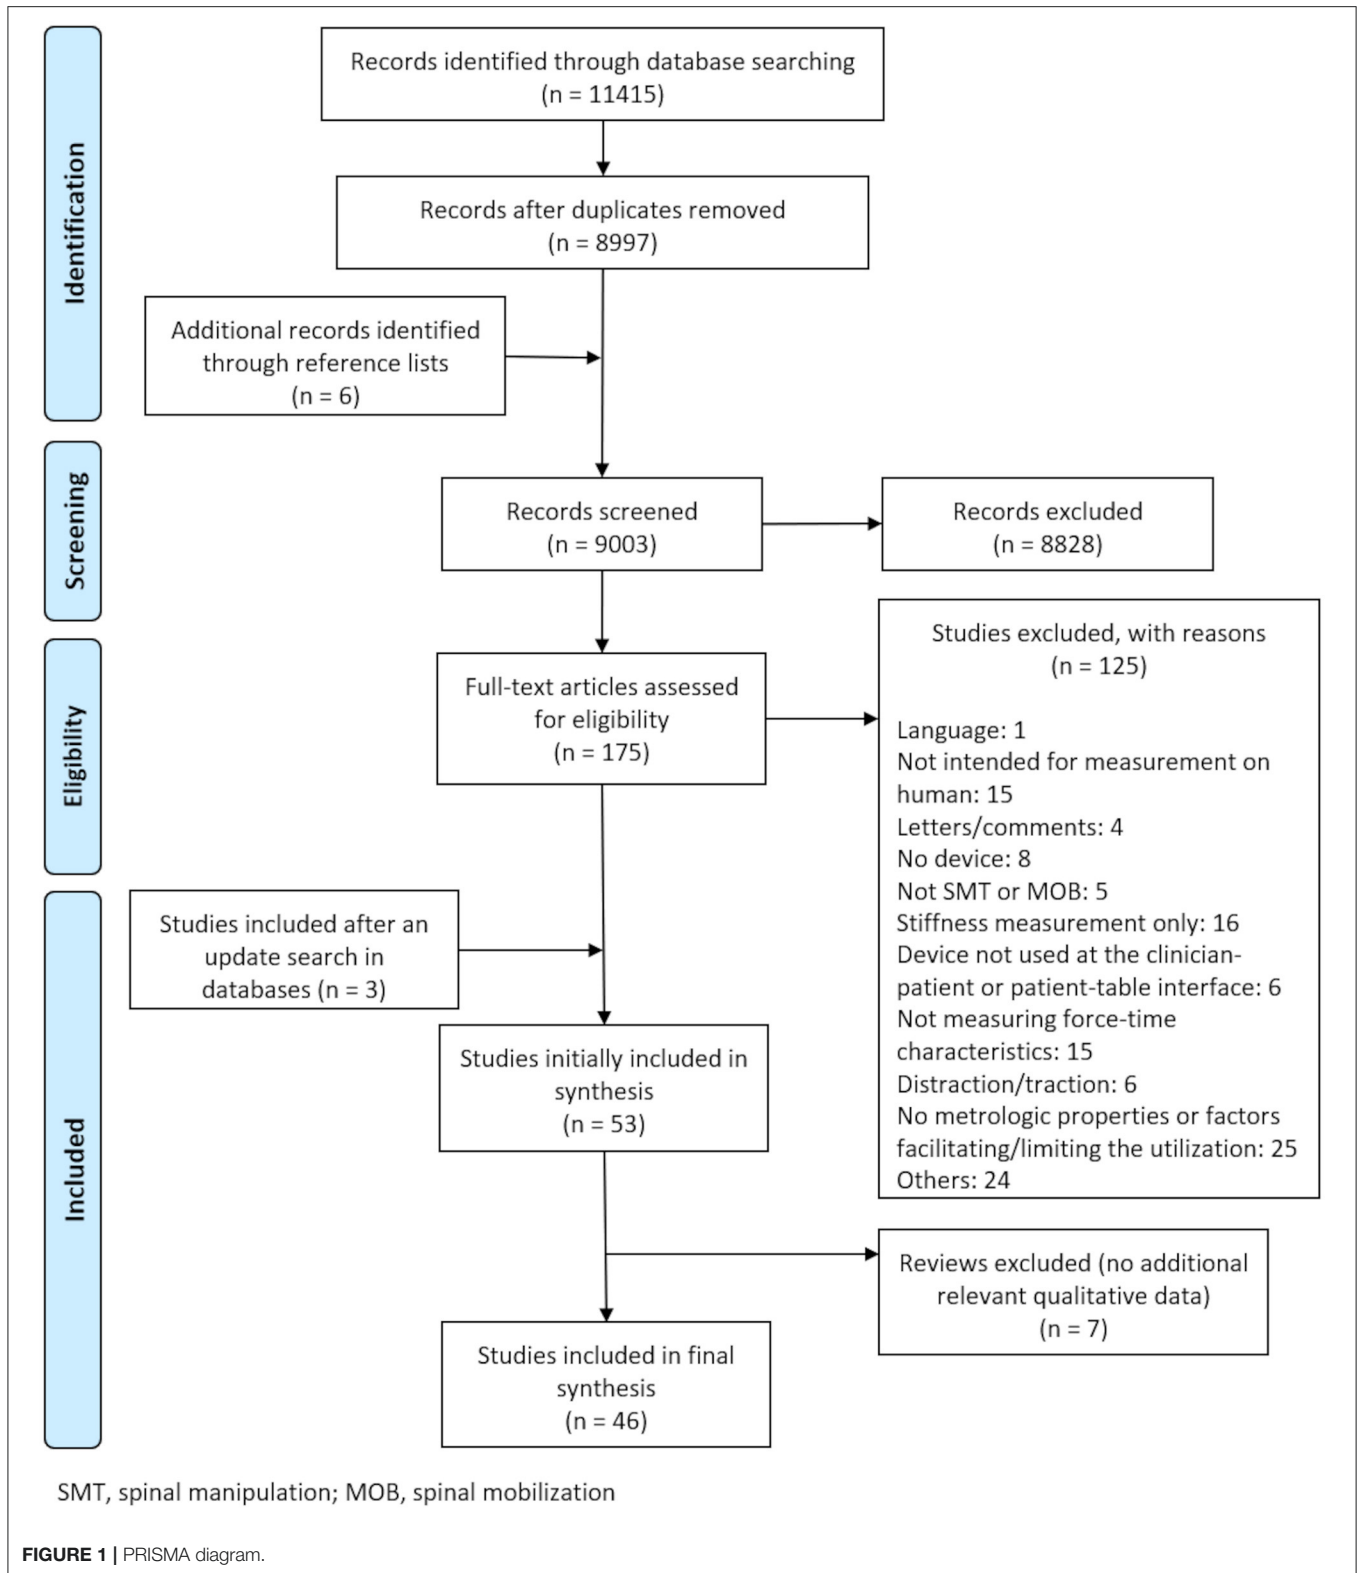 Identification
Records identified through database searching
(n = 11415)
Records after duplicates removed
(n = 8997)
Additional records identified
through reference lists
(n = 6)
Screening
Records screened
(n = 9003)
Records excluded
(n = 8828)
Eligibility
Full-text articles assessed
for eligibility
(n = 175)
Studies excluded, with reasons
(n = 125)
Language: 1
Not intended for measurement on
human: 15
Letters/comments: 4
No device: 8
Not SMT or MOB: 5
Stiffness measurement only: 16
Device not used at the clinician-
patient or patient-table interface: 6
Not measuring force-time
characteristics: 15
Distraction/traction: 6
No metrologic properties or factors
facilitating/limiting the utilization: 25
Others: 24
Included
Studies included after an
update search in
databases (n = 3)
Studies initially included in
synthesis
(n = 53)
Reviews excluded (no additional
relevant qualitative data)
(n = 7)
Studies included in final
synthesis
(n = 46)
SMT, spinal manipulation; MOB, spinal mobilization
FIGURE 1 | PRISMA diagram.